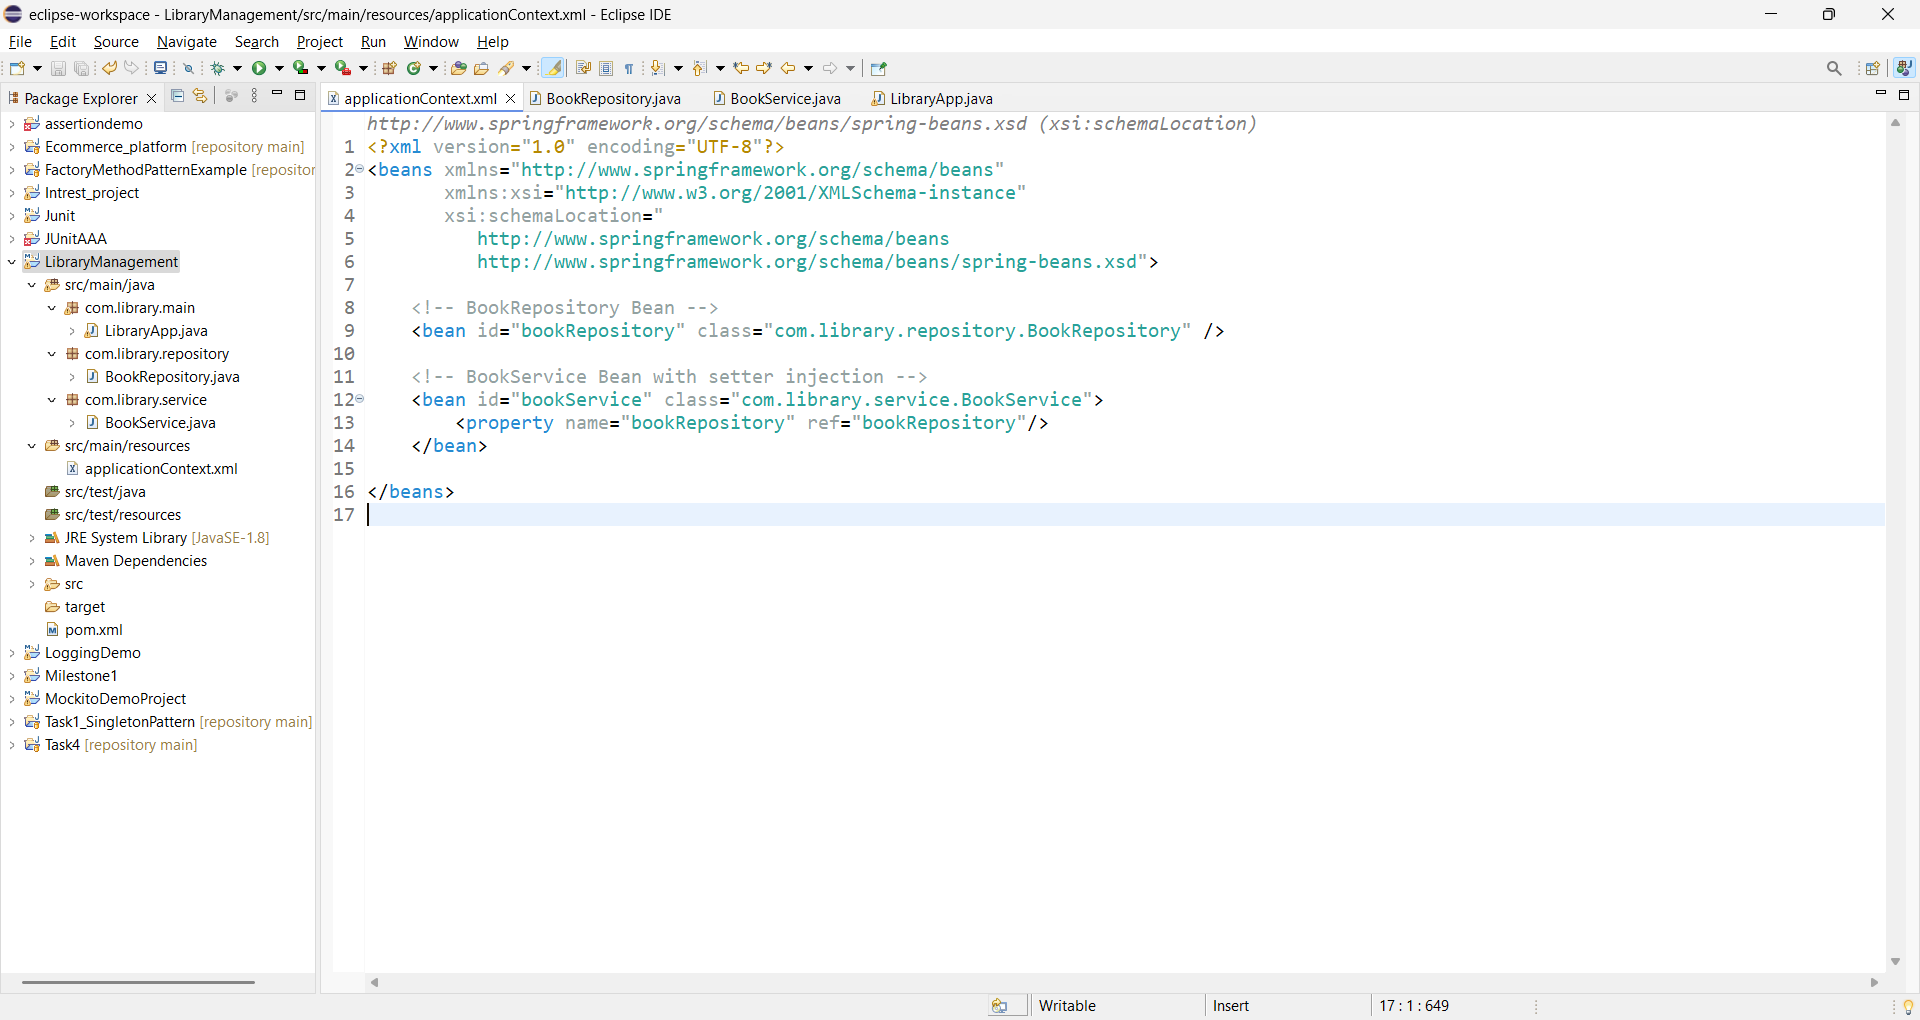 eclipse-workspace - LibraryManagement/src/main/resources/applicationContext.xml - Eclipse IDE
File Edit Source Navigate Search Project Run Window Help
Package Explorer
assertiondemo
Ecommerce_platform [repository main]
FactoryMethodPatternExample [repositor
Intrest_project
Junit
JUnitAAA
LibraryManagement
src/main/java
com.library.main
LibraryApp.java
com.library.repository
BookRepository.java
com.library.service
BookService.java
src/main/resources
applicationContext.xml
src/test/java
src/test/resources
JRE System Library [JavaSE-1.8]
Maven Dependencies
src
target
pom.xml
LoggingDemo
Milestone1
MockitoDemoProject
Task1_SingletonPattern [repository main]
Task4 [repository main]
applicationContext.xml BookRepository.java BookService.java LibraryApp.java
http://www.springframework.org/schema/beans/spring-beans.xsd (xsi:schemaLocation)
1 <?xml version="1.0" encoding="UTF-8"?>
2 <beans xmlns="http://www.springframework.org/schema/beans"
3 xmlns:xsi="http://www.w3.org/2001/XMLSchema-instance"
4 xsi:schemaLocation="
5 http://www.springframework.org/schema/beans
6 http://www.springframework.org/schema/beans/spring-beans.xsd">
7
8 <!-- BookRepository Bean -->
9 <bean id="bookRepository" class="com.library.repository.BookRepository" />
10
11 <!-- BookService Bean with setter injection -->
12 <bean id="bookService" class="com.library.service.BookService">
13 <property name="bookRepository" ref="bookRepository"/>
14 </bean>
15
16 </beans>
17
Writable Insert 17 : 1 : 649